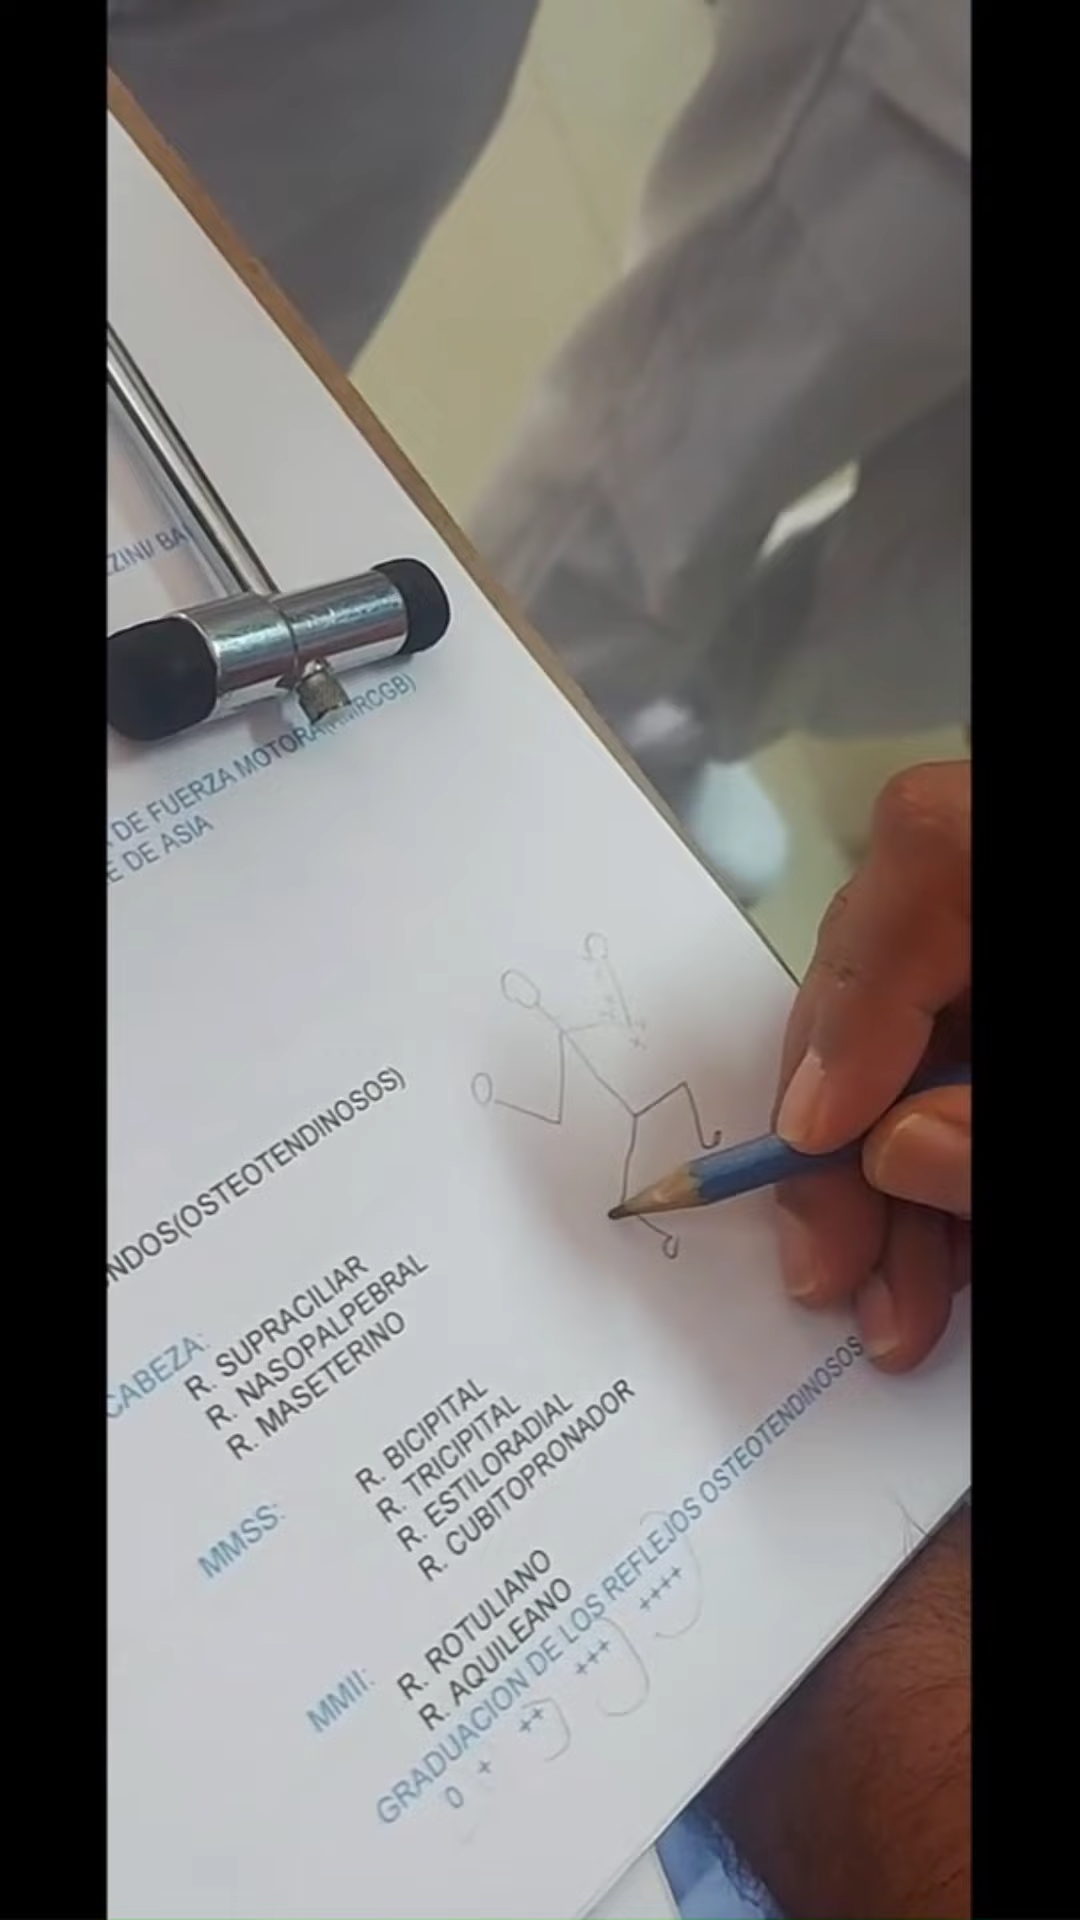 ZINI/ BA
DE FUERZA MOTORA(MRCGB)
E DE ASIA
NDOS(OSTEOTENDINOSOS)
CABEZA:
R. SUPRACILIAR
R. NASOPALPEBRAL
R. MASETERINO
MMSS:
R. BICIPITAL
R. TRICIPITAL
R. ESTILORADIAL
R. CUBITOPRONADOR
MMII:
R. ROTULIANO
R. AQUILEANO
GRADUACION DE LOS REFLEJOS OSTEOTENDINOSOS
0 + ++ +++ ++++